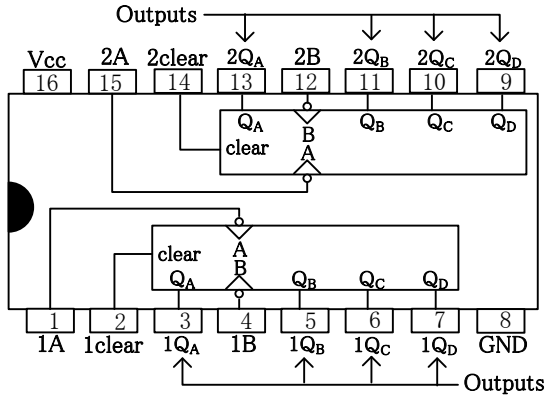 Outputs
Vcc 2A 2clear 2QA 2B 2QB 2QC 2QD
16 15 14 13 12 11 10 9
QA B QB QC QD
clear A
clear A
QA B QB QC QD
1 2 3 4 5 6 7 8
1A 1clear 1QA 1B 1QB 1QC 1QD GND
Outputs